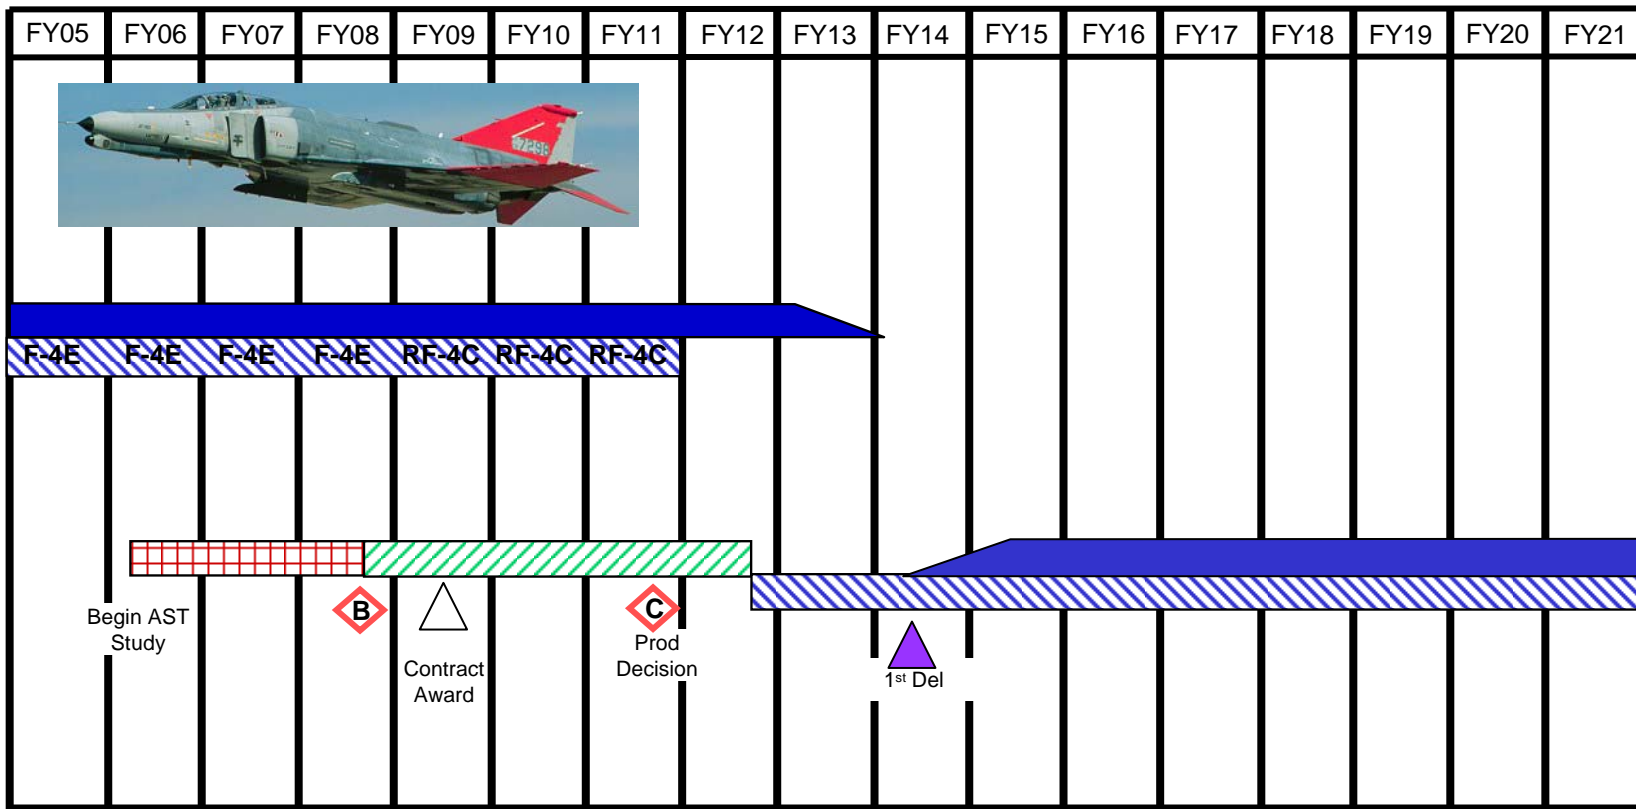 FY05 FY06 FY07 FY08 FY09 FY10 FY11 FY12 FY13 FY14 FY15 FY16 FY17 FY18 FY19 FY20 FY21
7298
F-4E F-4E F-4E F-4E RF-4C RF-4C RF-4C
B
C
Begin AST
Study
Contract
Award
Prod
Decision
1st Del